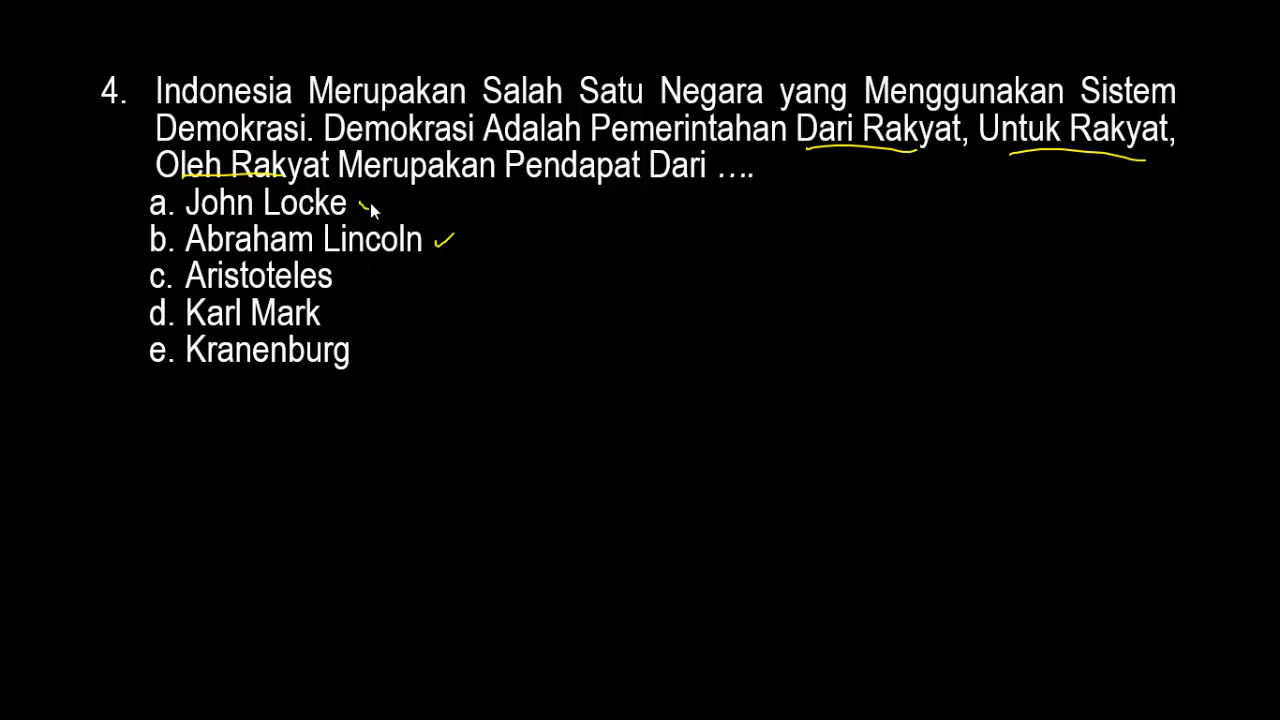 4. Indonesia Merupakan Salah Satu Negara yang Menggunakan Sistem
Demokrasi. Demokrasi Adalah Pemerintahan Dari Rakyat, Untuk Rakyat,
Oleh Rakyat Merupakan Pendapat Dari ....
a. John Locke
b. Abraham Lincoln
c. Aristoteles
d. Karl Mark
e. Kranenburg